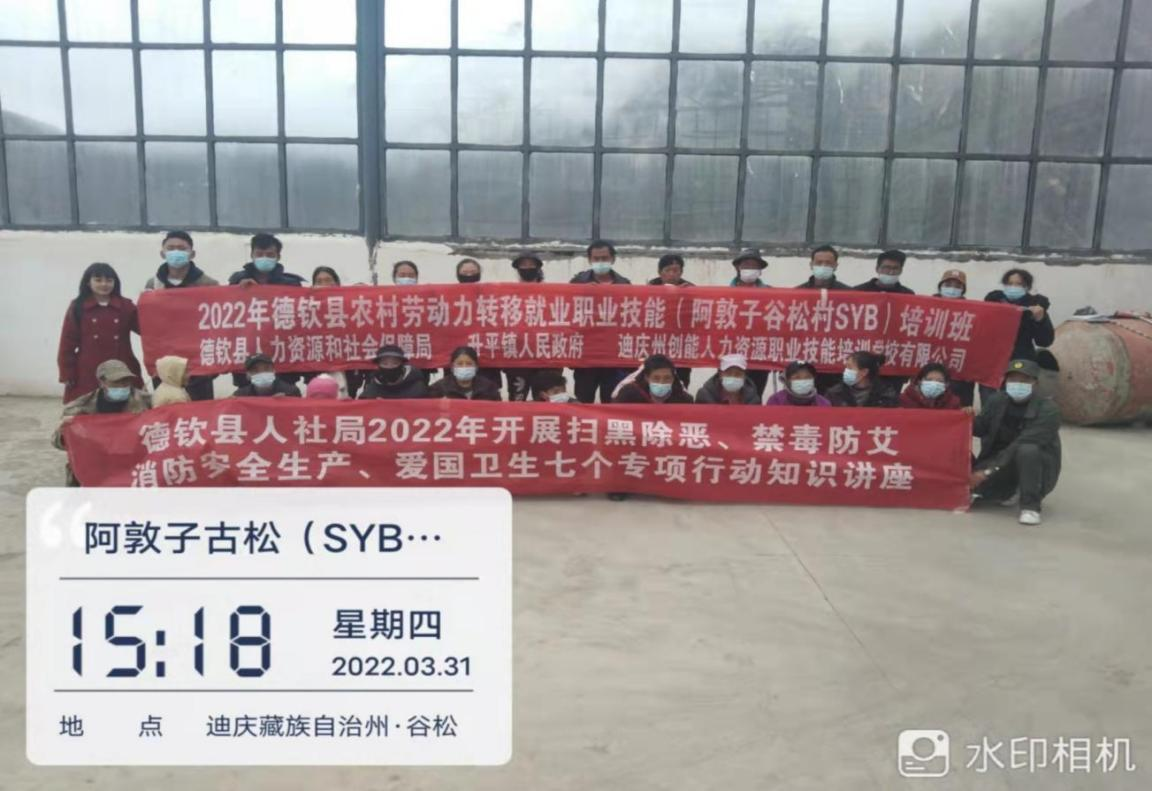 2022年德钦县农村劳动力转移就业职业技能（阿敦子谷松村SYB）培训班
德钦县人力资源和社会保障局 升平镇人民政府 迪庆州创能人力资源职业技能培训学校有限公司
德钦县人社局2022年开展扫黑除恶、禁毒防艾
消防安全生产、爱国卫生七个专项行动知识讲座
阿敦子古松（SYB…
15:18
星期四
2022.03.31
地 点 迪庆藏族自治州·谷松
水印相机